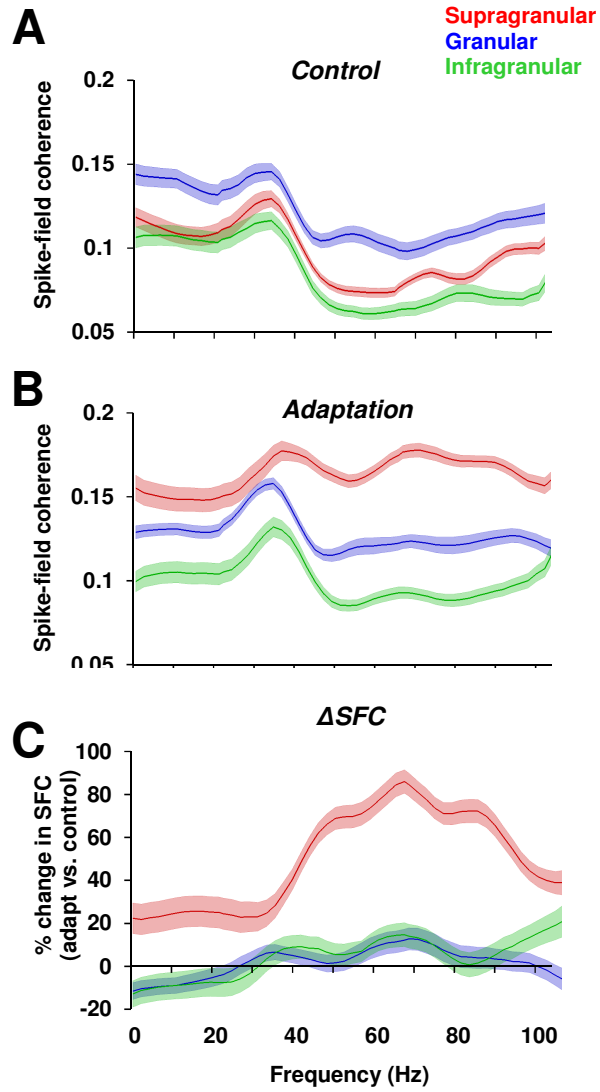 A
Supragranular
Granular
Infragranular
Control
Spike-field coherence
0.2
0.15
0.1
0.05
B
Adaptation
Spike-field coherence
0.2
0.15
0.1
0.05
C
ΔSFC
% change in SFC
(adapt vs. control)
100
80
60
40
20
0
-20
0 20 40 60 80 100
Frequency (Hz)